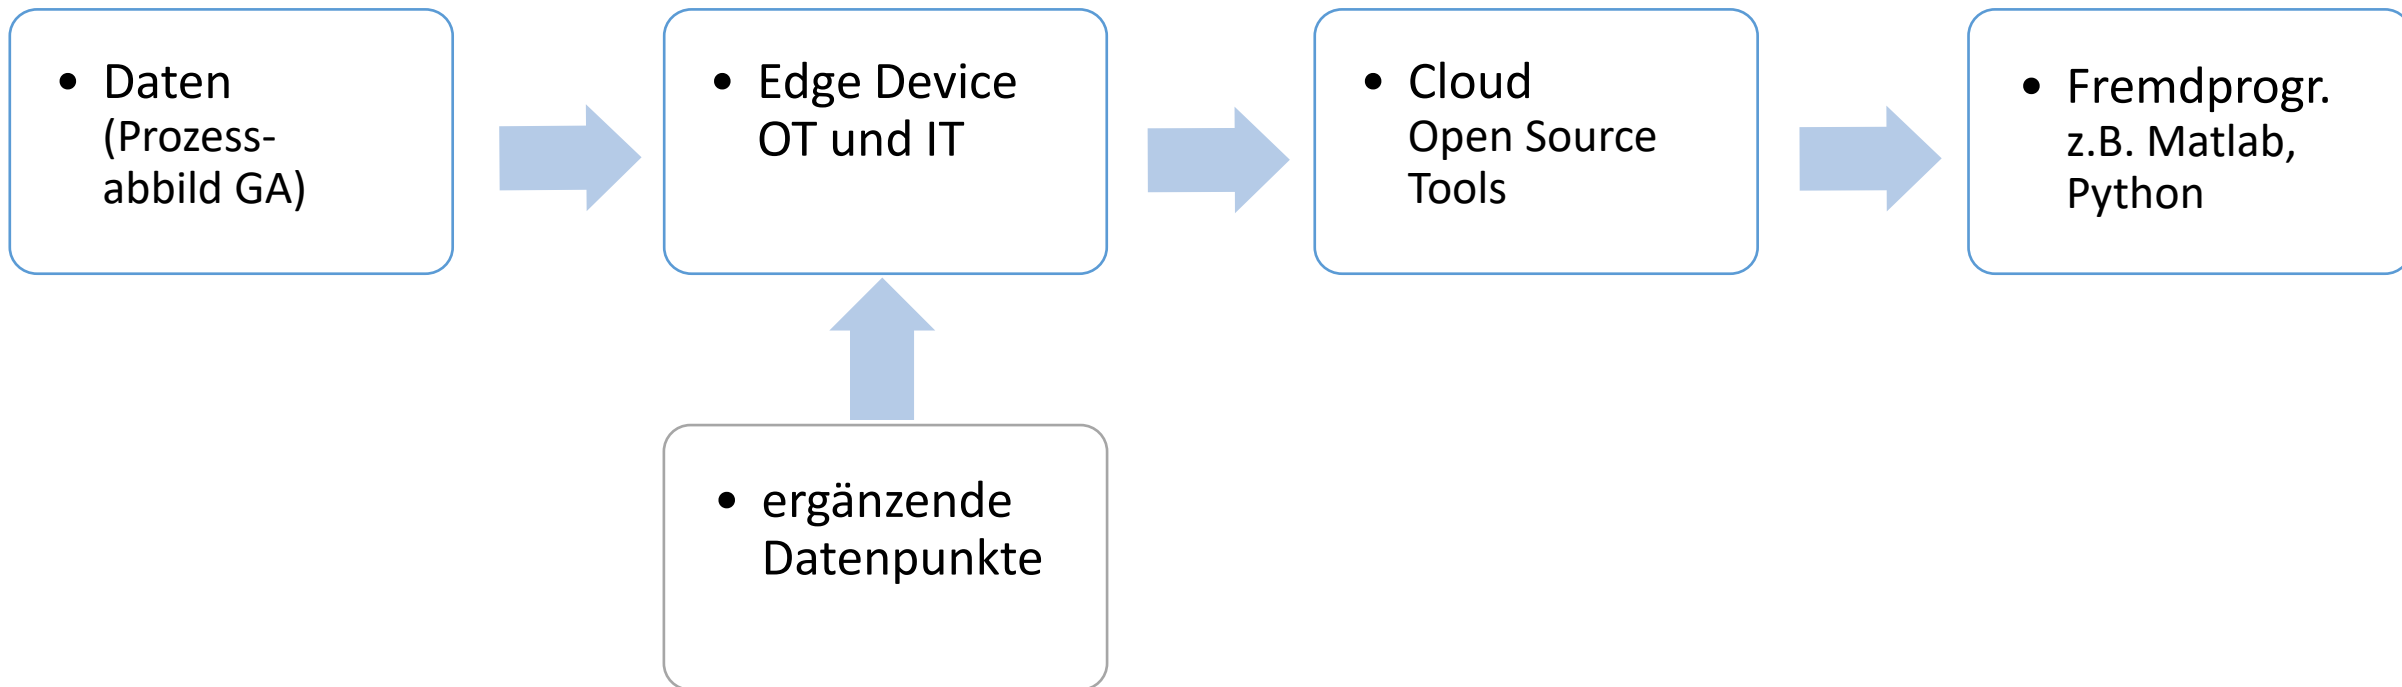 • Daten
(Prozess-
abbild GA)
• Edge Device
OT und IT
• Cloud
Open Source
Tools
• Fremdprogr.
z.B. Matlab,
Python
• ergänzende
Datenpunkte